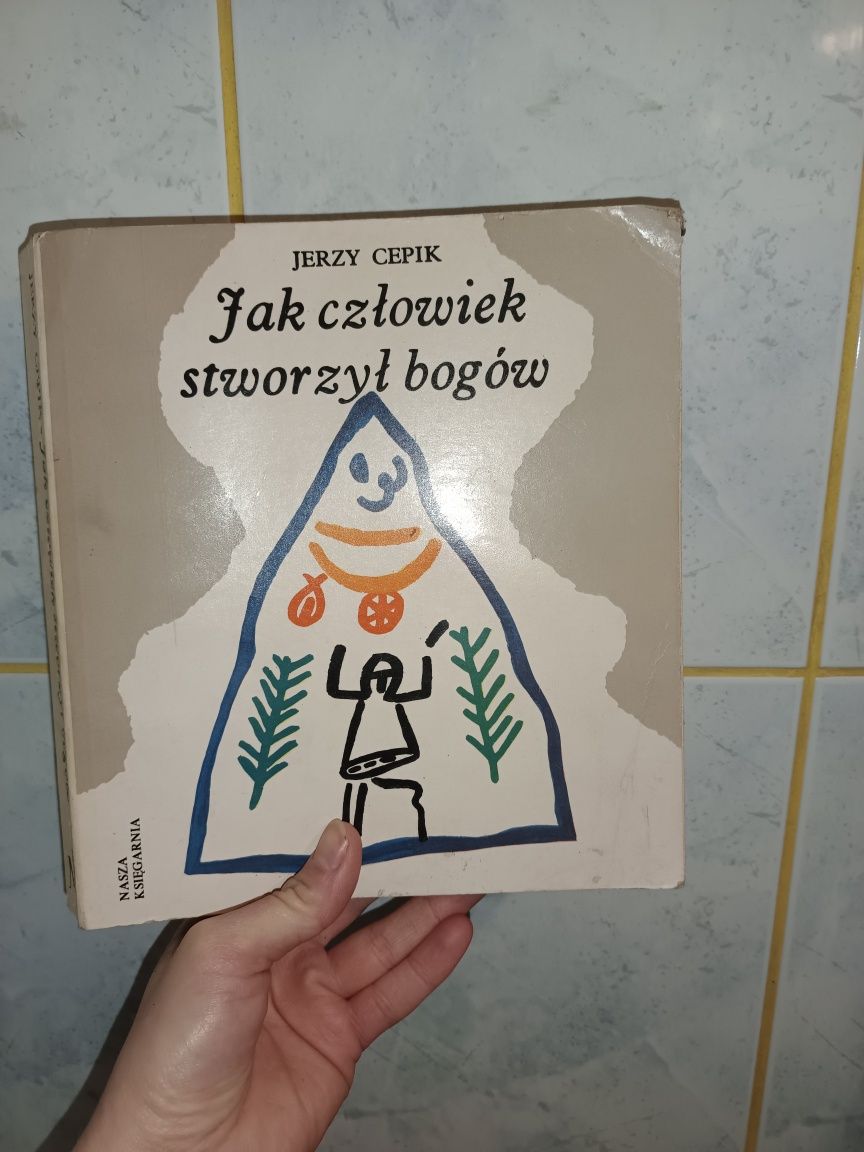 JERZY CEPIK
Jak człowiek
stworzył bogów
NASZA
KSIĘGARNIA